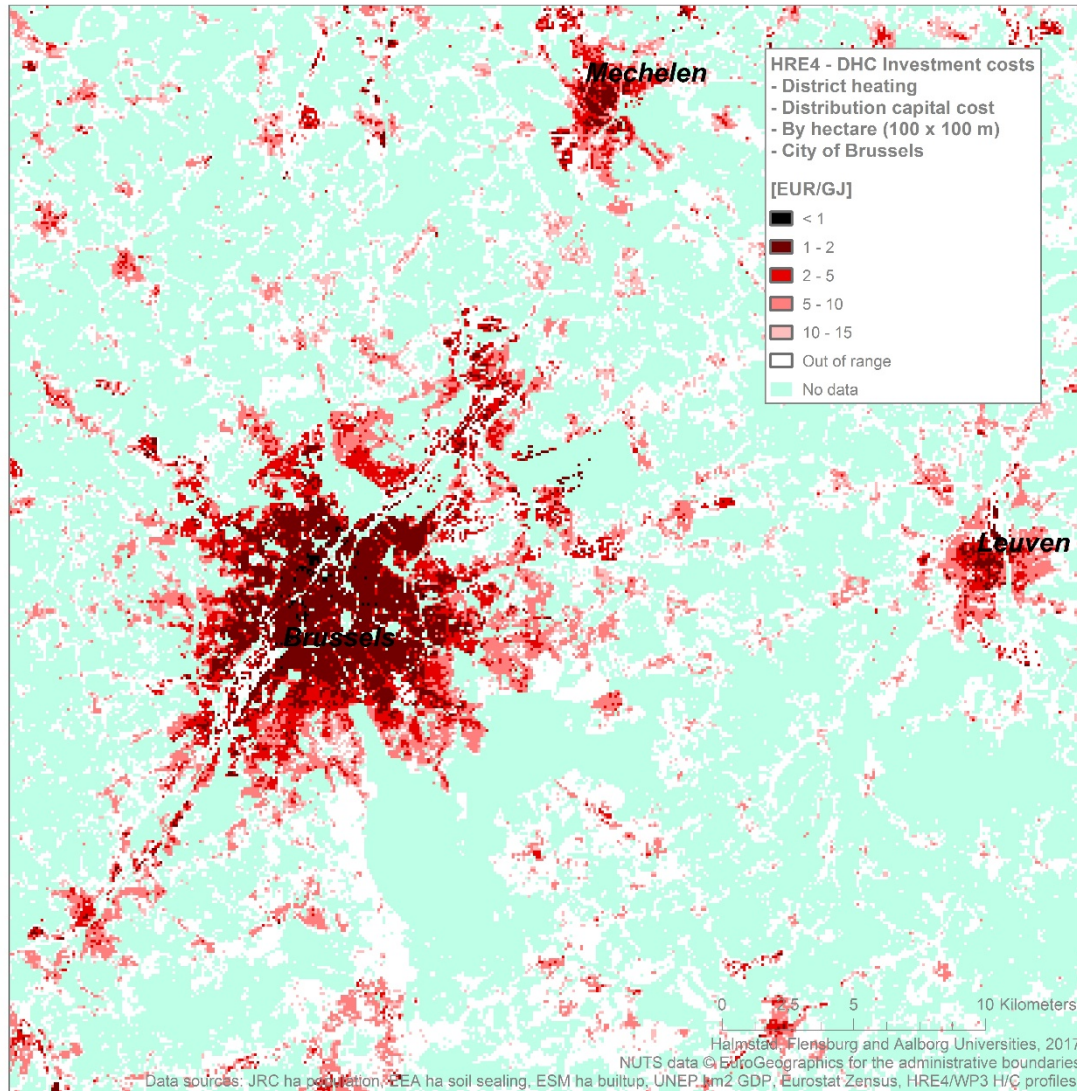 Mechelen
HRE4 - DHC Investment costs
- District heating
- Distribution capital cost
- By hectare (100 x 100 m)
- City of Brussels
[EUR/GJ]
< 1
1 - 2
2 - 5
5 - 10
10 - 15
Out of range
No data
Leuven
Brussels
0 2,5 5 10 Kilometers
Halmstad, Flensburg and Aalborg Universities, 2017
NUTS data © EuroGeographics for the administrative boundaries
Data sources: JRC ha population, EEA ha soil sealing, ESM ha builtup, UNEP km2 GDP, Eurostat Zensus, HRE4/WP3 H/C profiles